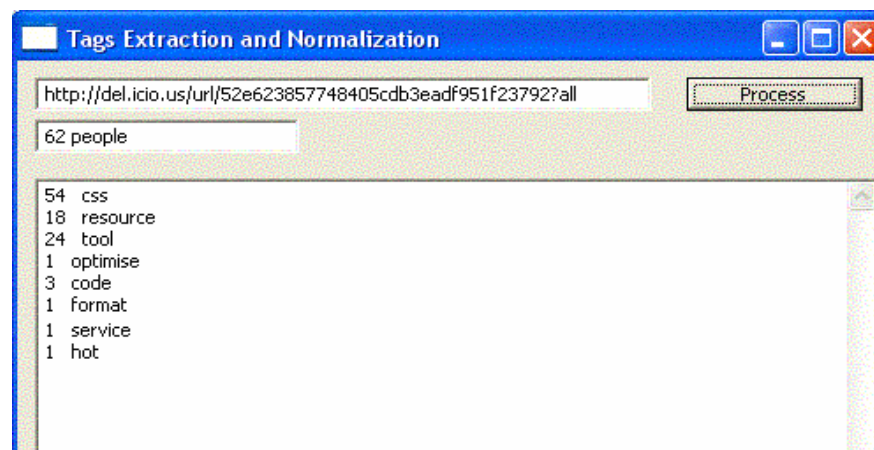 Tags Extraction and Normalization
http://del.icio.us/url/52e623857748405cdb3eadf951f23792?all
Process
62 people
54 css
18 resource
24 tool
1 optimise
3 code
1 format
1 service
1 hot